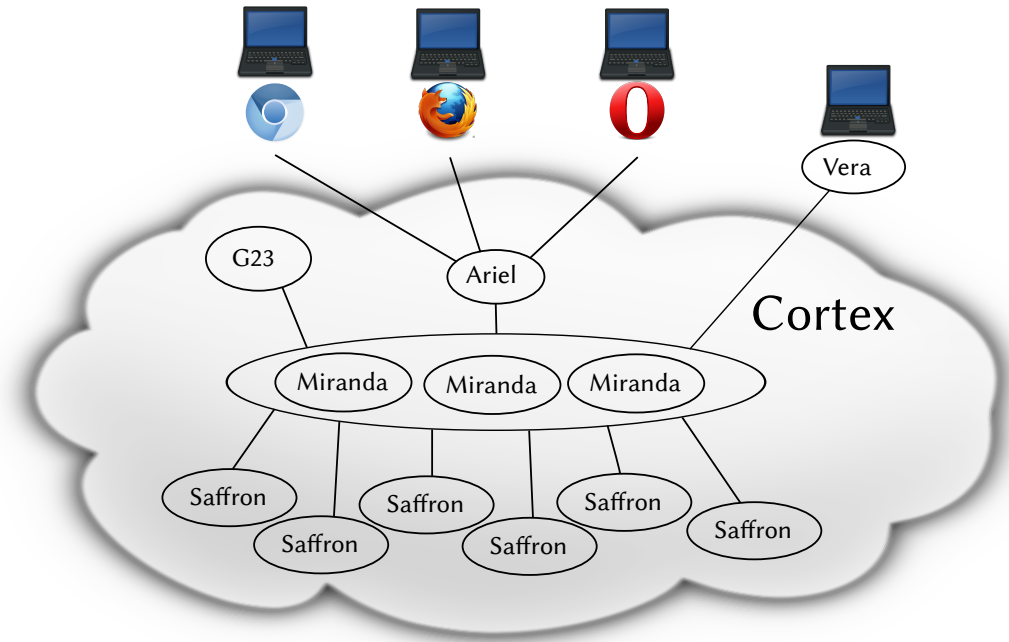 Vera
G23
Ariel
Cortex
Miranda
Miranda
Miranda
Saffron
Saffron
Saffron
Saffron
Saffron
Saffron